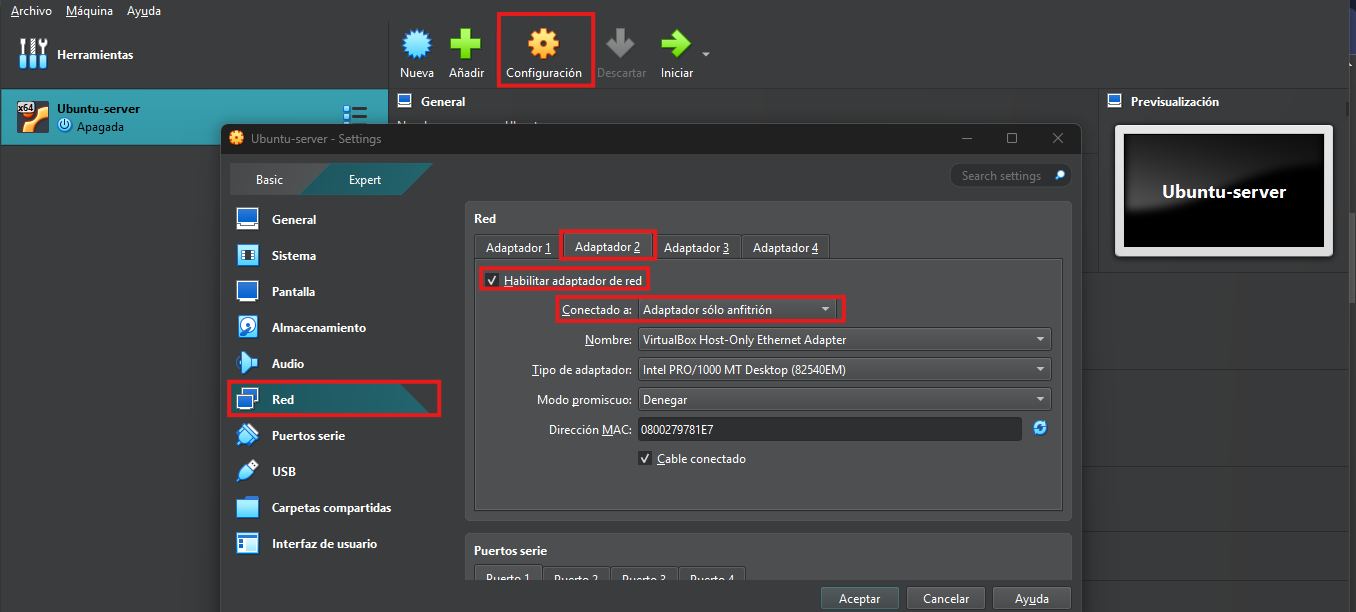 Archivo Máquina Ayuda
Herramientas
Nueva Añadir Configuración Descartar Iniciar
x64 Ubuntu-server
Apagada
General
Previsualización
Ubuntu-server
Ubuntu-server - Settings
Basic Expert
Search settings
General
Sistema
Pantalla
Almacenamiento
Audio
Red
Puertos serie
USB
Carpetas compartidas
Interfaz de usuario
Red
Adaptador 1 Adaptador 2 Adaptador 3 Adaptador 4
Habilitar adaptador de red
Conectado a: Adaptador sólo anfitrión
Nombre: VirtualBox Host-Only Ethernet Adapter
Tipo de adaptador: Intel PRO/1000 MT Desktop (82540EM)
Modo promiscuo: Denegar
Dirección MAC: 0800279781E7
Cable conectado
Puertos serie
Puerto 1 Puerto 2 Puerto 3 Puerto 4
Aceptar Cancelar Ayuda